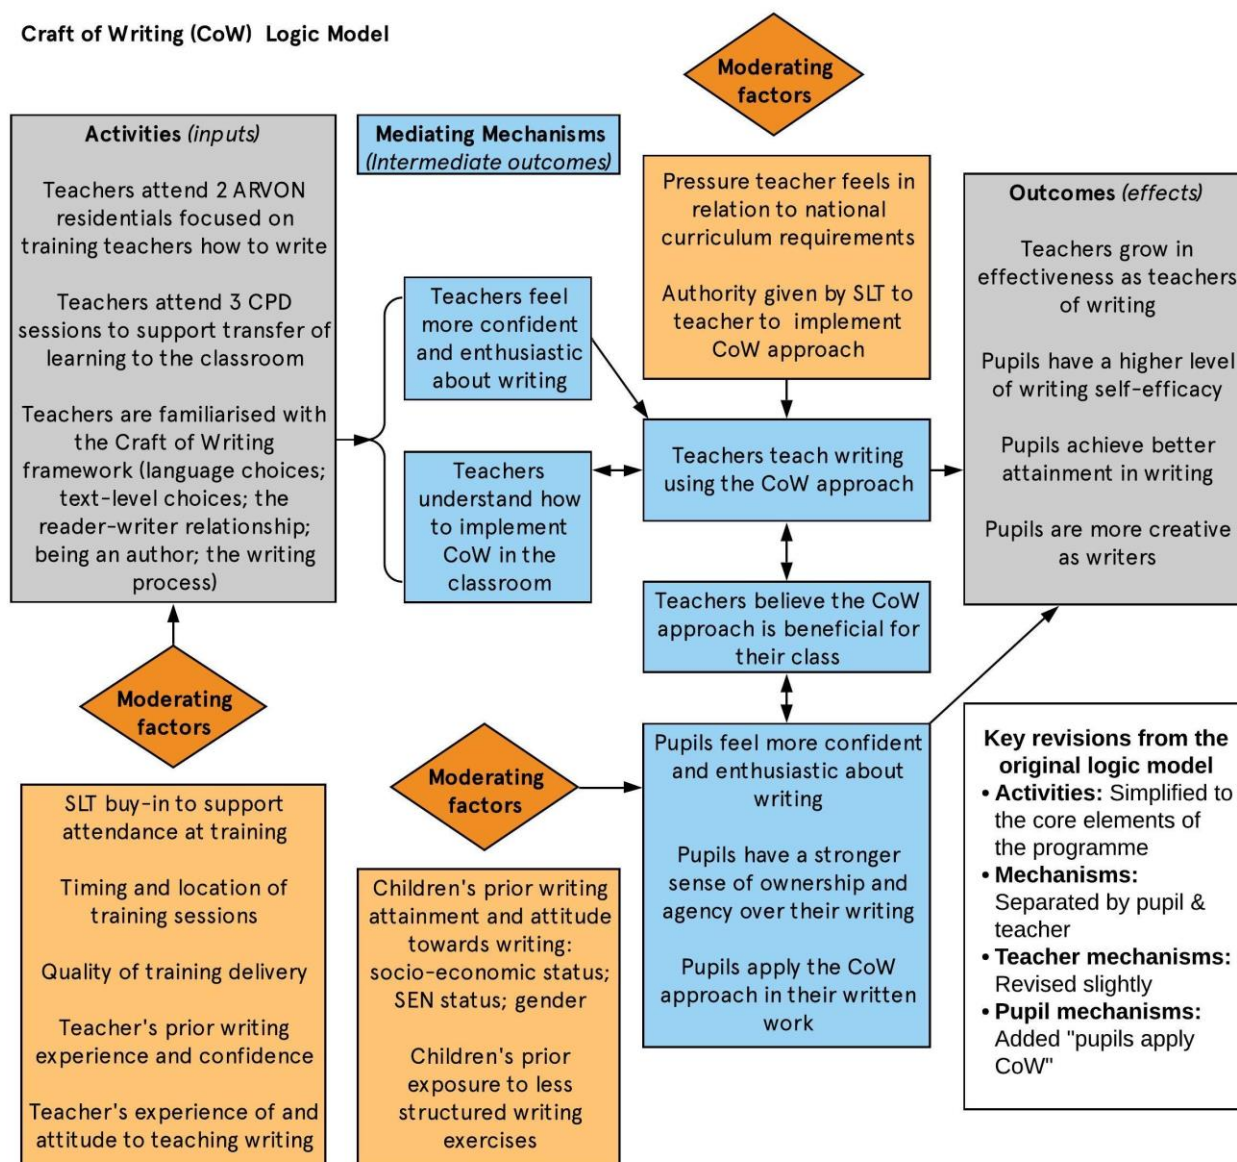 Craft of Writing (CoW)  Logic Model
Moderating
factors
Activities (inputs)
Teachers attend 2 ARVON
residentials focused on
training teachers how to write
Teachers attend 3 CPD
sessions to support transfer of
learning to the classroom
Teachers are familiarised with
the Craft of Writing
framework (language choices;
text-level choices; the
reader-writer relationship;
being an author; the writing
process)
Mediating Mechanisms
(Intermediate outcomes)
Pressure teacher feels in
relation to national
curriculum requirements
Authority given by SLT to
teacher to  implement
CoW approach
Outcomes (effects)
Teachers grow in
effectiveness as teachers
of writing
Pupils have a higher level
of writing self-efficacy
Pupils achieve better
attainment in writing
Pupils are more creative
as writers
Teachers feel
more confident
and enthusiastic
about writing
Teachers
understand how
to implement
CoW in the
classroom
Teachers teach writing
using the CoW approach
Teachers believe the CoW
approach is beneficial for
their class
Moderating
factors
SLT buy-in to support
attendance at training
Timing and location of
training sessions
Quality of training delivery
Teacher's prior writing
experience and confidence
Teacher's experience of and
attitude to teaching writing
Moderating
factors
Children's prior writing
attainment and attitude
towards writing:
socio-economic status;
SEN status; gender
Children's prior
exposure to less
structured writing
exercises
Pupils feel more confident
and enthusiastic about
writing
Pupils have a stronger
sense of ownership and
agency over their writing
Pupils apply the CoW
approach in their written
work
Key revisions from the
original logic model
• Activities: Simplified to
the core elements of
the programme
• Mechanisms:
Separated by pupil &
teacher
• Teacher mechanisms:
Revised slightly
• Pupil mechanisms:
Added "pupils apply
CoW"